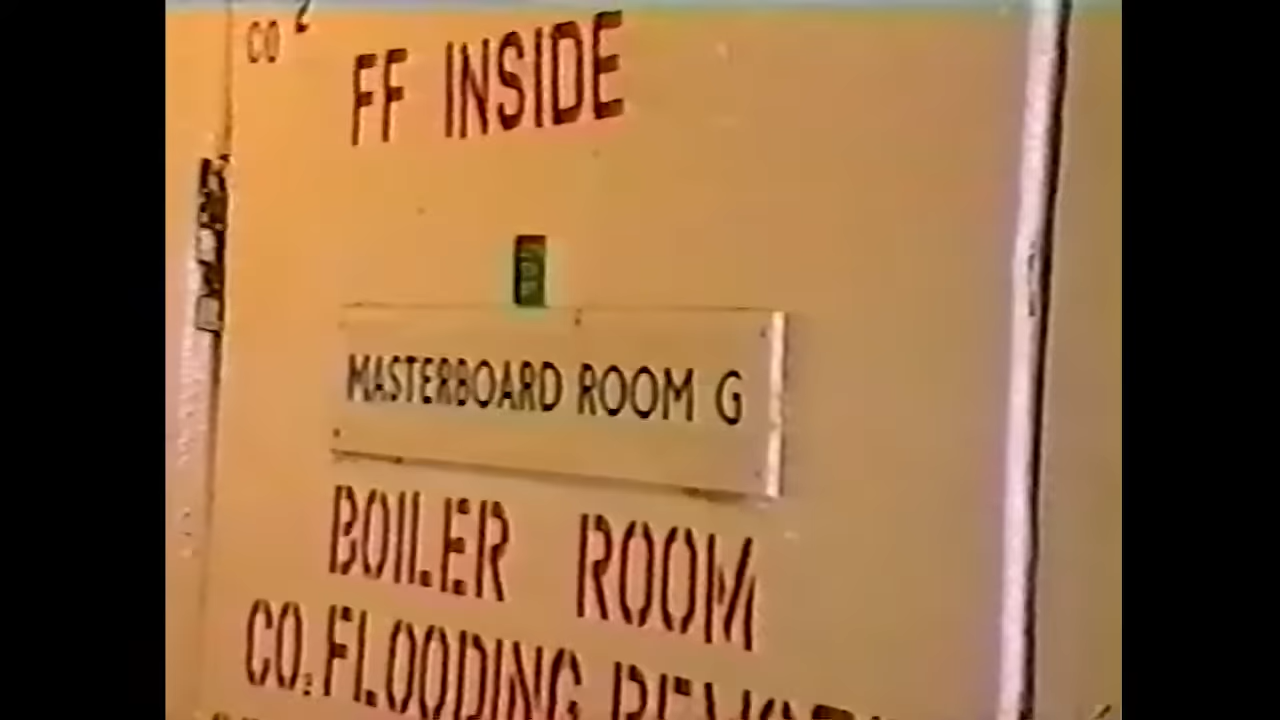 CO2
FF INSIDE
MASTERBOARD ROOM G
BOILER ROOM
CO2 FLOODING